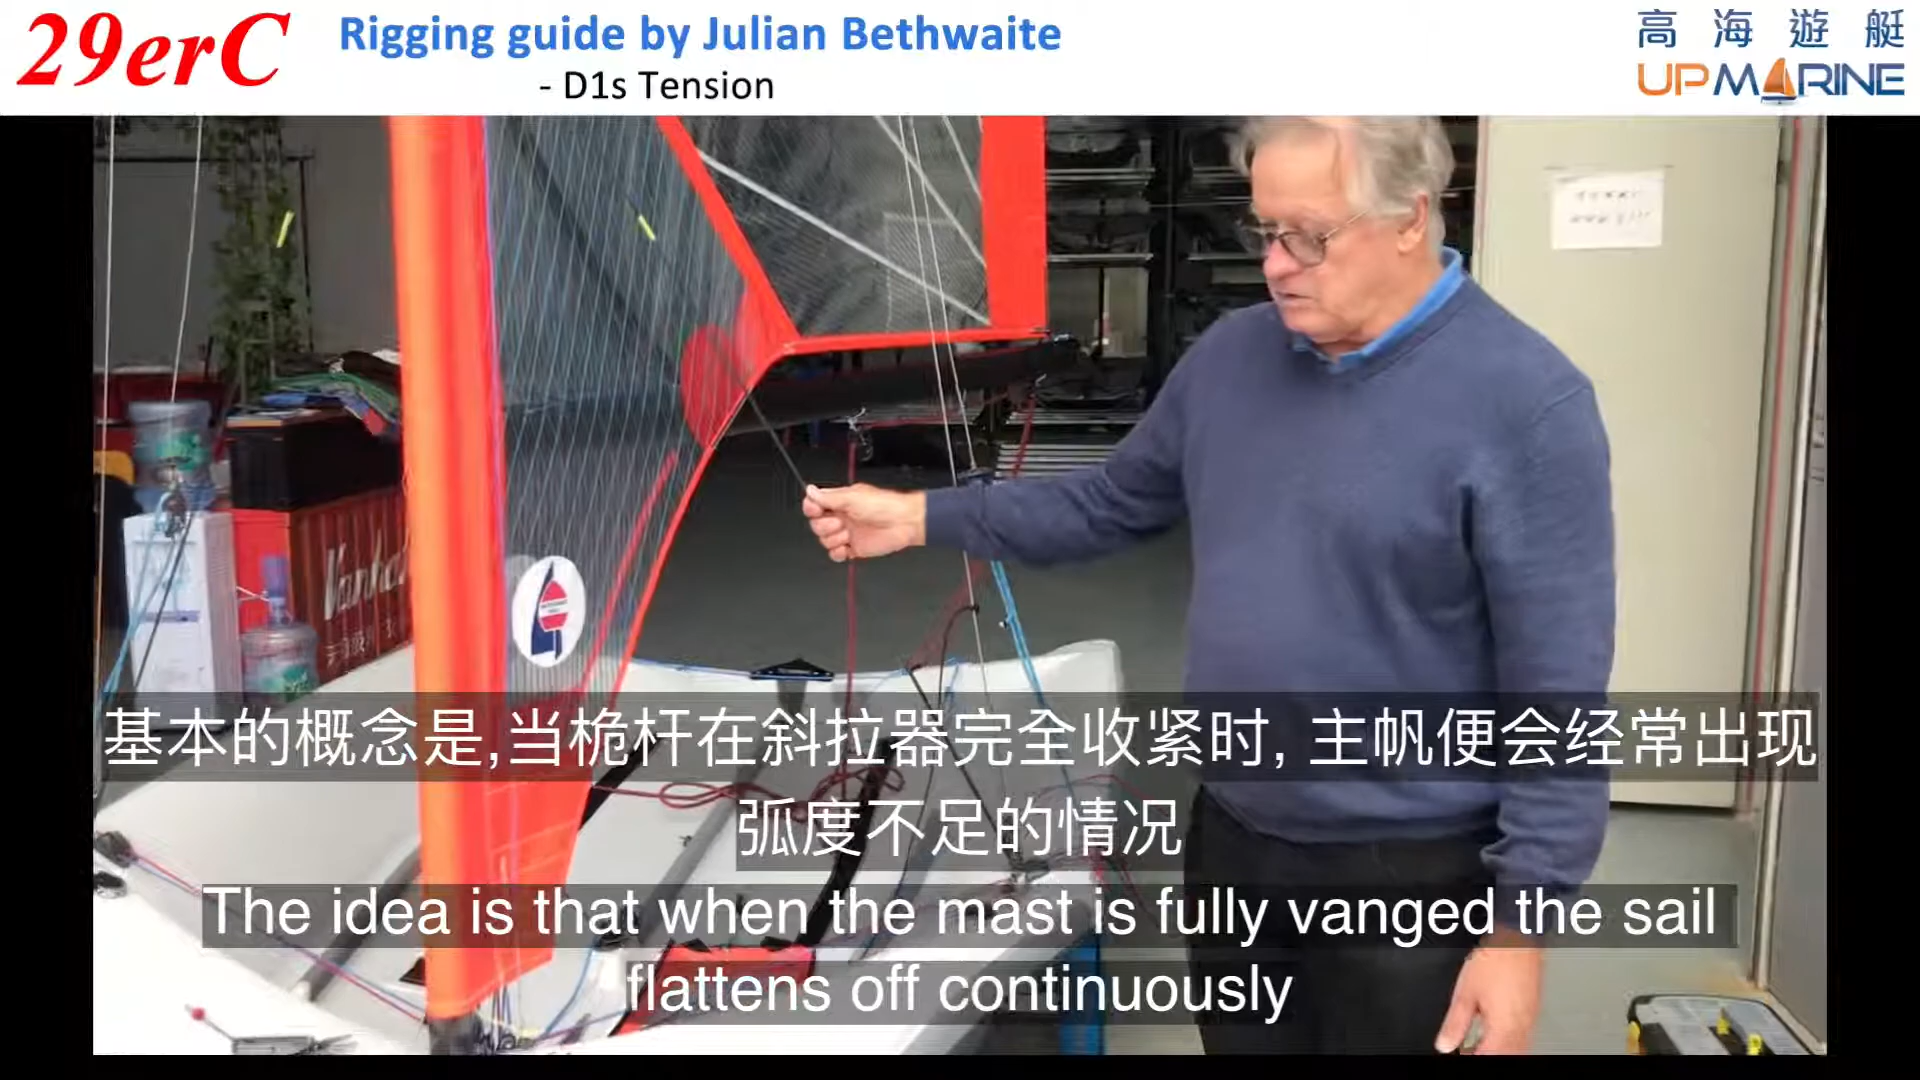 29erC
Rigging guide by Julian Bethwaite
- D1s Tension
高海遊艇
UPMARINE
基本的概念是,当桅杆在斜拉器完全收紧时, 主帆便会经常出现
弧度不足的情况
The idea is that when the mast is fully vanged the sail
flattens off continuously